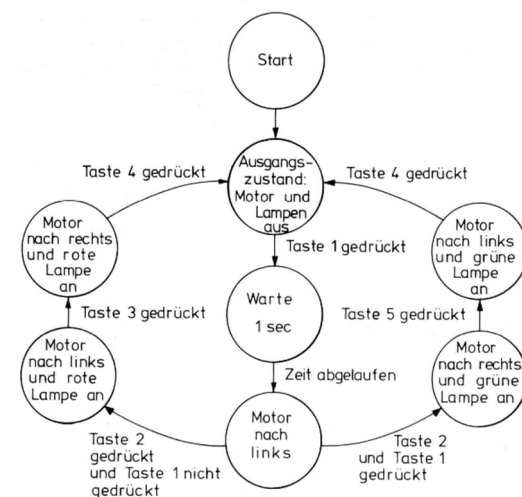 Start
Ausgangs-
zustand:
Motor und
Lampen
aus
Taste 4 gedrückt
Taste 4 gedrückt
Motor
nach rechts
und rote
Lampe
an
Taste 1 gedrückt
Motor
nach links
und grüne
Lampe
an
Warte
1 sec
Taste 3 gedrückt
Taste 5 gedrückt
Motor
nach links
und rote
Lampe an
Zeit abgelaufen
Motor
nach rechts
und grüne
Lampe an
Motor
nach
links
Taste 2
gedrückt
und Taste 1 nicht
gedrückt
Taste 2
und Taste 1
gedrückt